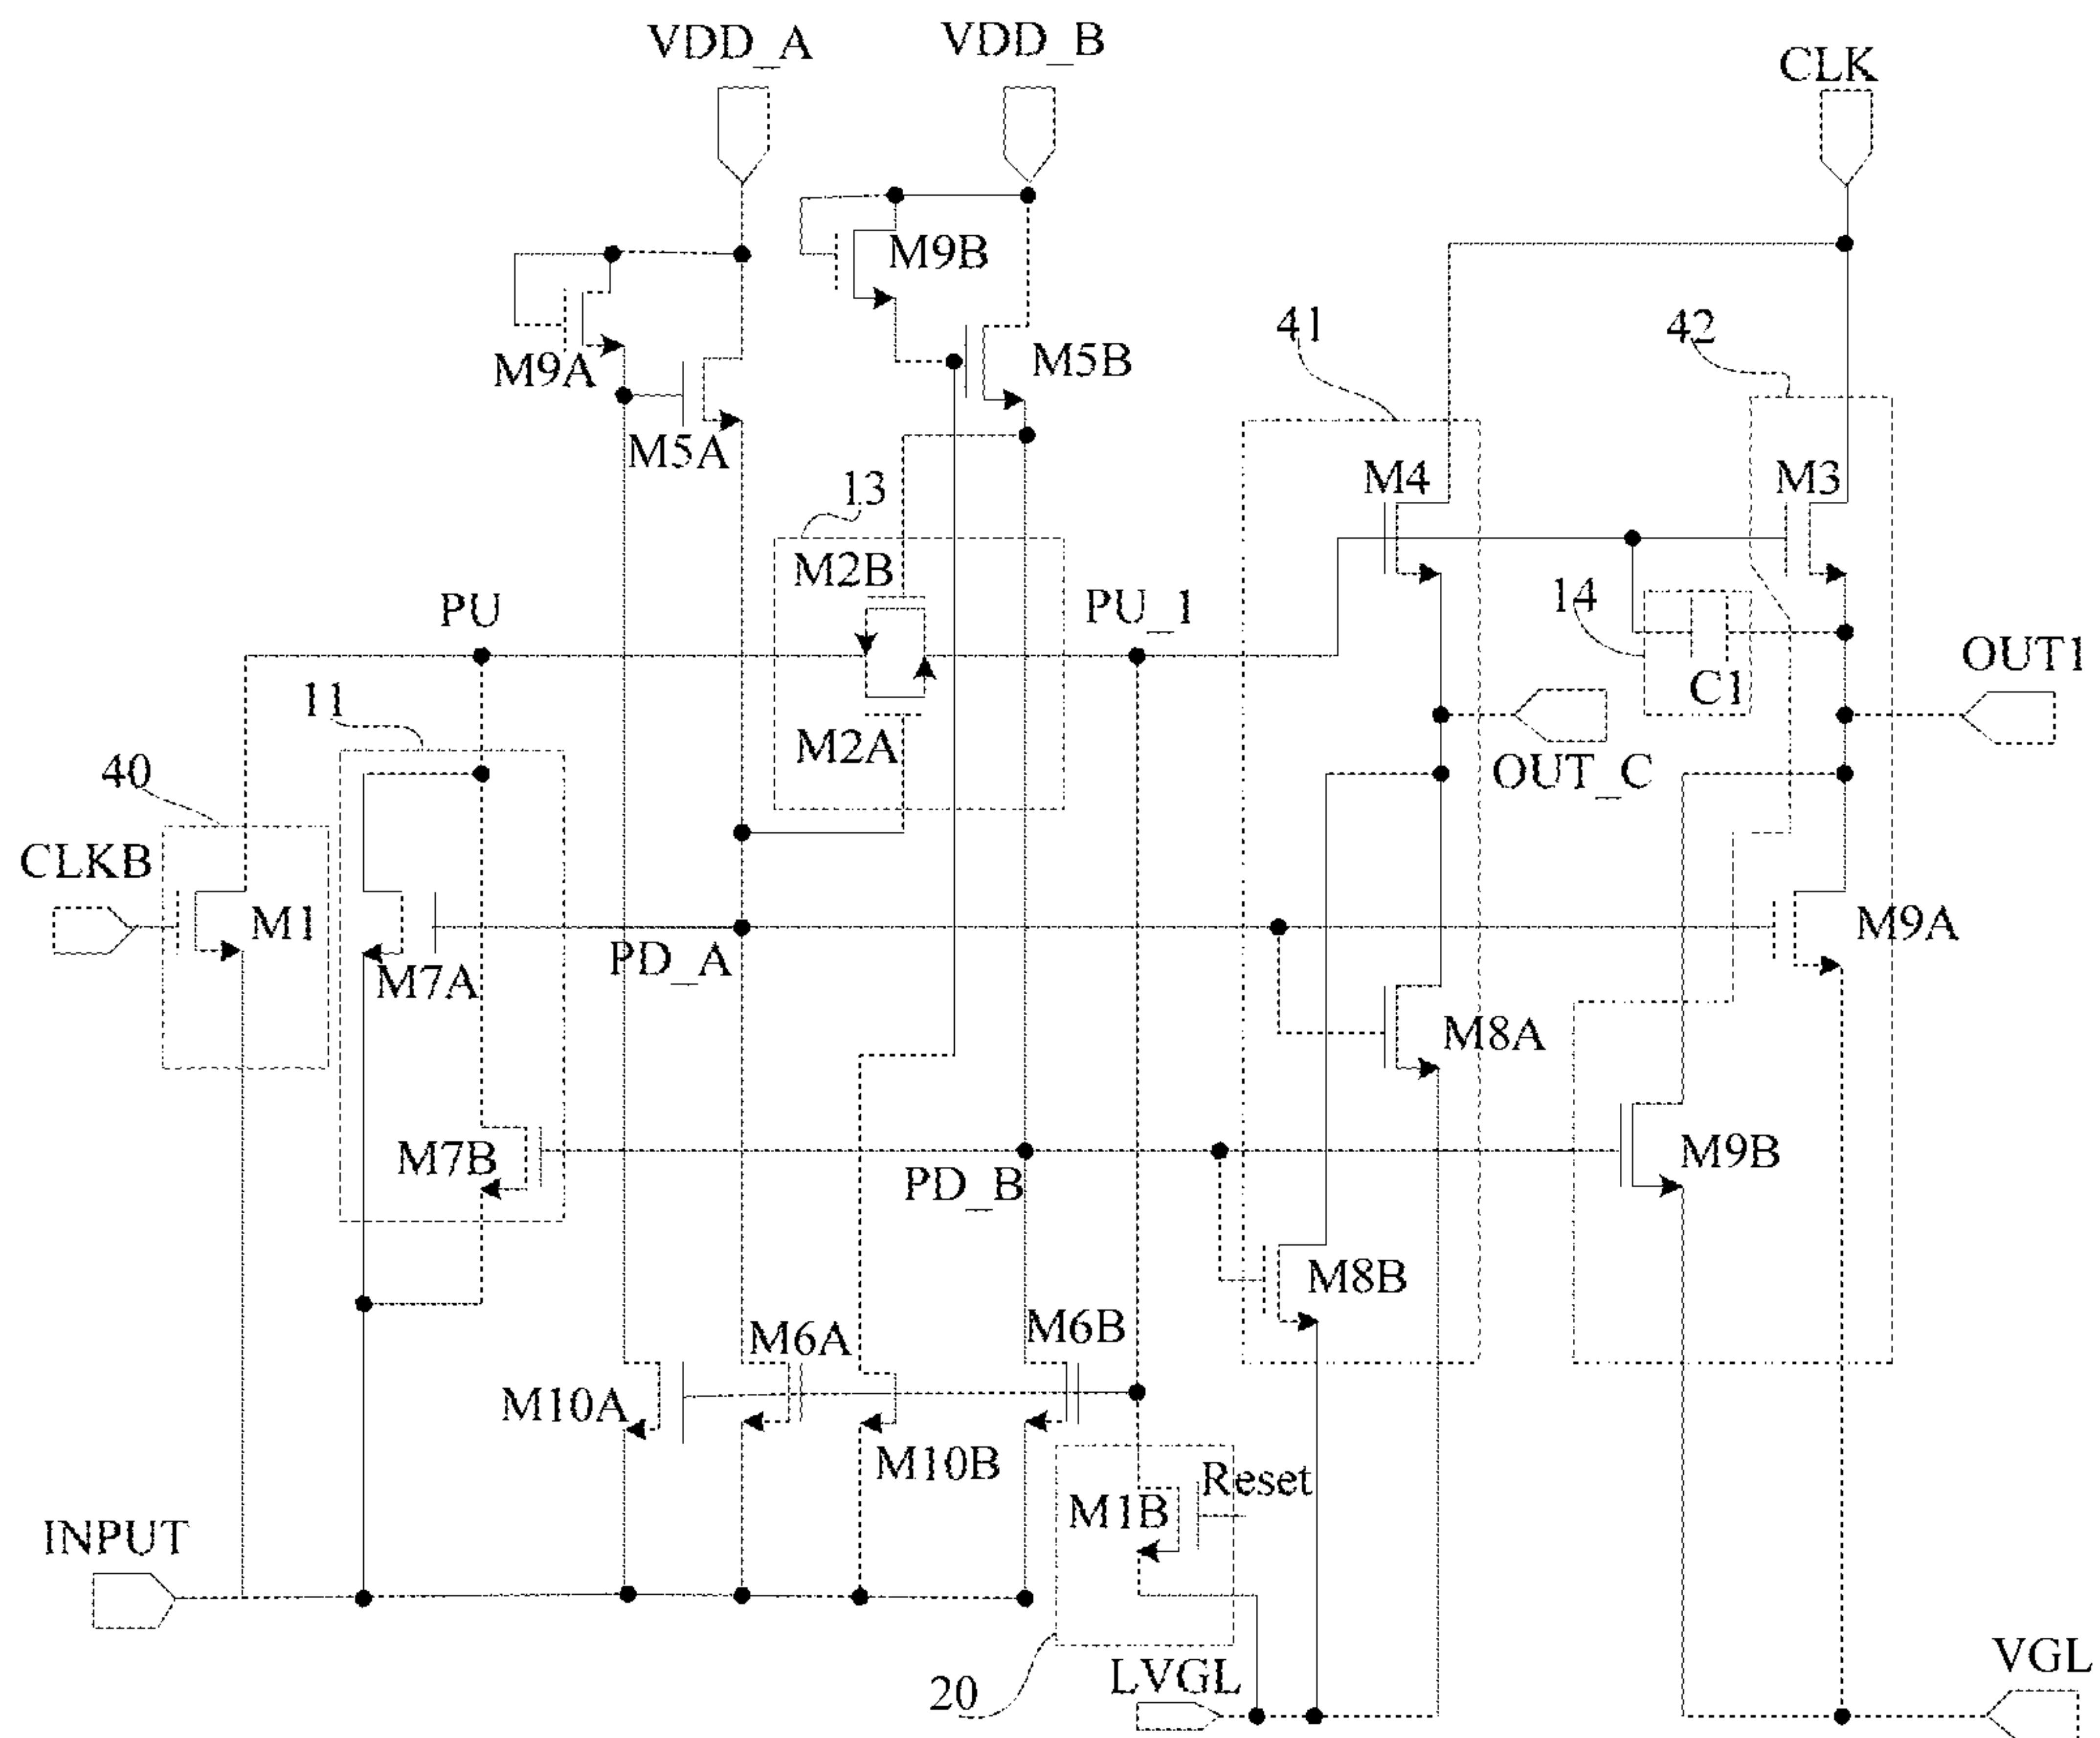 VDD_A
VDD_B
CLK
M9B
M9A
M5B
M5A
41
42
13
M4
M3
M2B
PU
PU_1
14
OUT1
11
C1
M2A
OUT_C
40
CLKB
M1
M7A
PD_A
M9A
M8A
M7B
PD_B
M9B
M8B
M6A
M6B
M10A
M10B
Reset
M1B
INPUT
20
LVGL
VGL